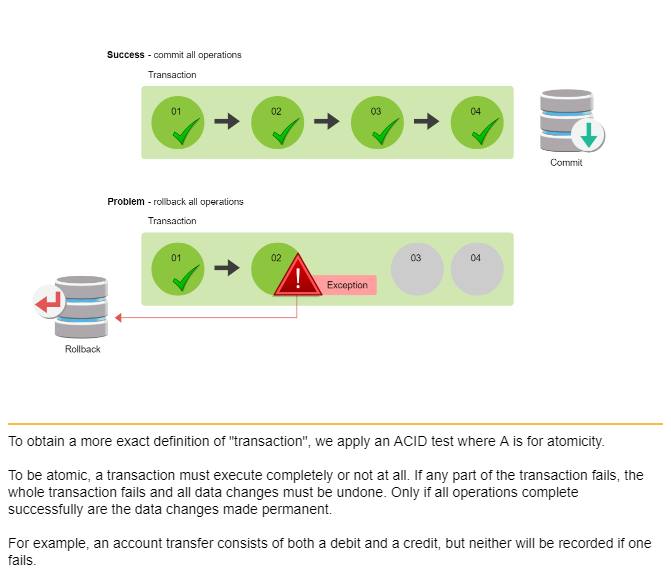 Success - commit all operations
Transaction
01 02 03 04
Commit
Problem - rollback all operations
Transaction
01 02 03 04
! Exception
Rollback
To obtain a more exact definition of "transaction", we apply an ACID test where A is for atomicity.
To be atomic, a transaction must execute completely or not at all. If any part of the transaction fails, the
whole transaction fails and all data changes must be undone. Only if all operations complete
successfully are the data changes made permanent.
For example, an account transfer consists of both a debit and a credit, but neither will be recorded if one
fails.